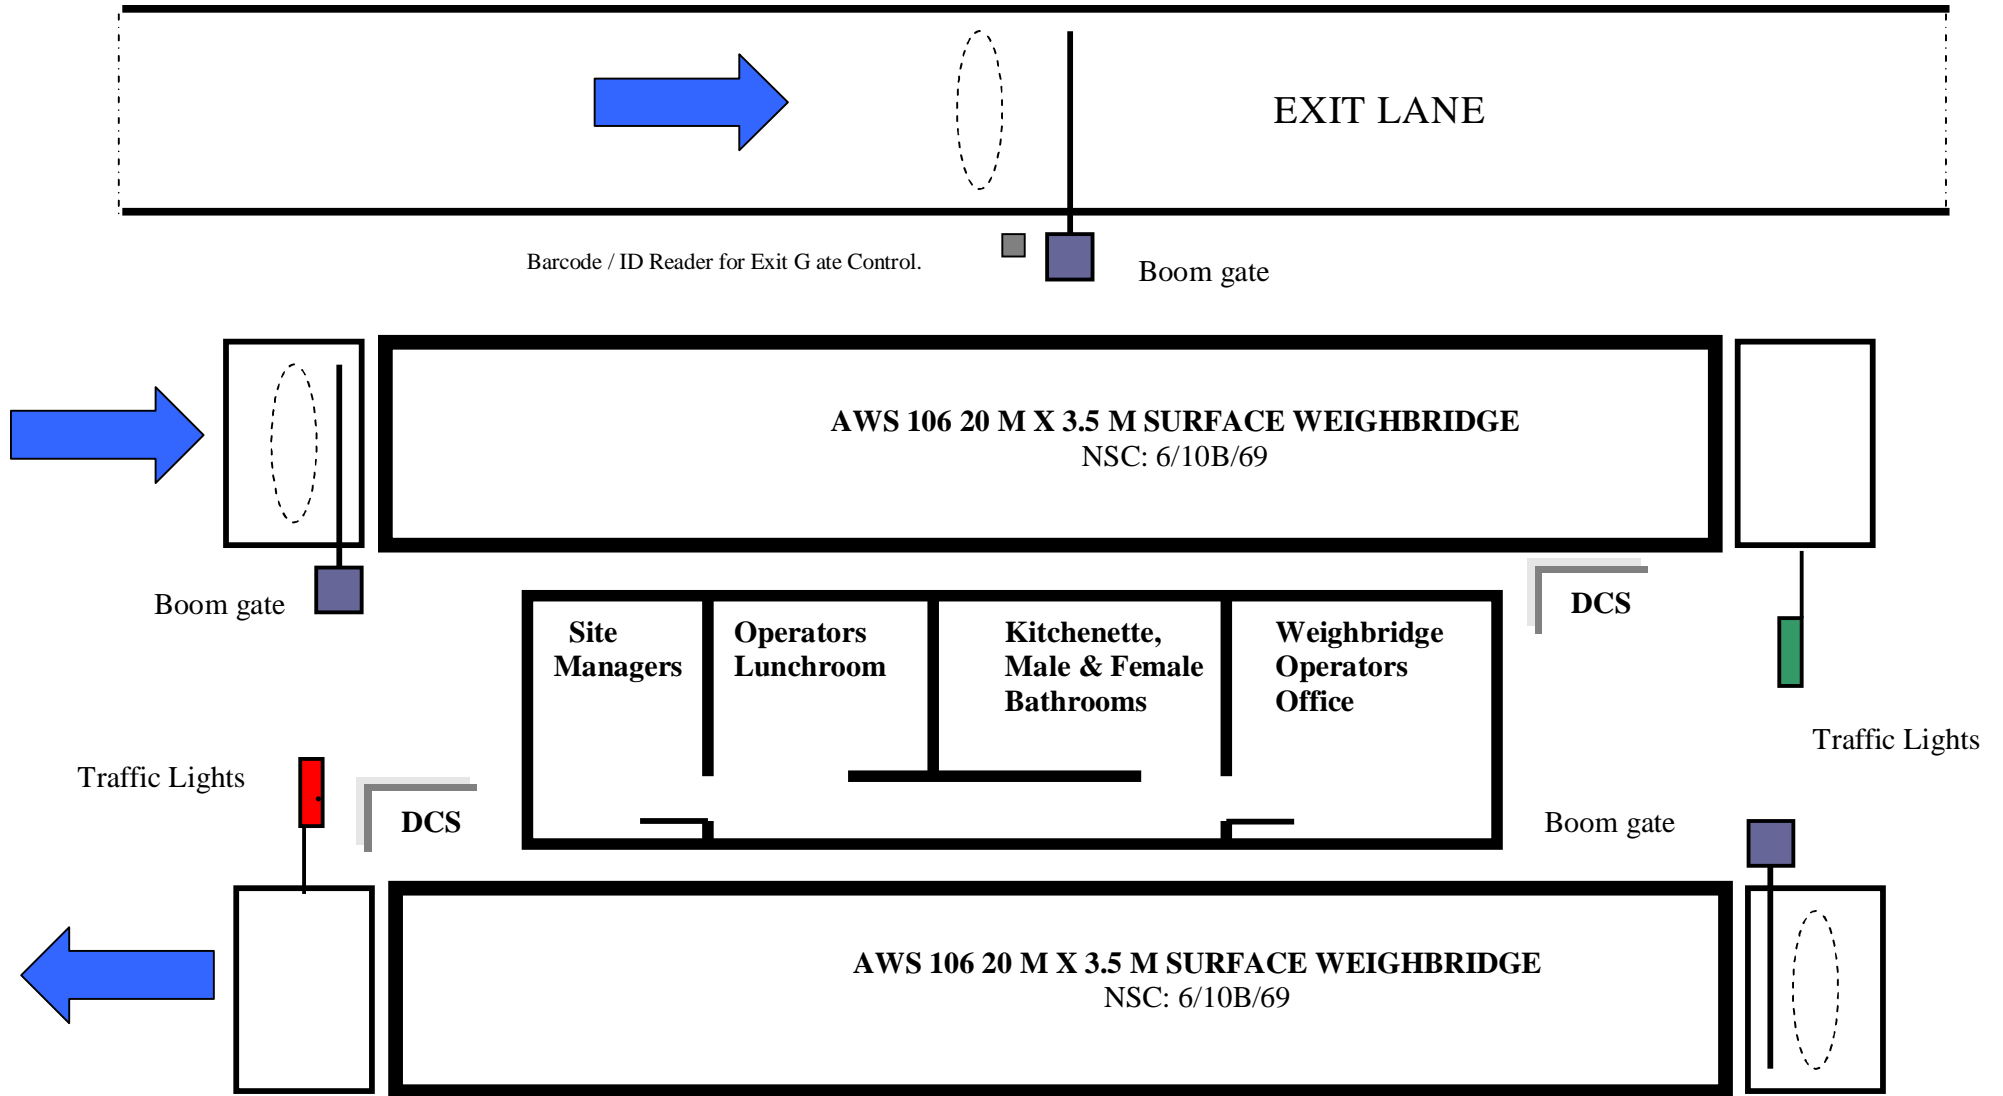 EXIT LANE
Barcode / ID Reader for Exit G ate Control.
Boom gate
AWS 106 20 M X 3.5 M SURFACE WEIGHBRIDGE
NSC: 6/10B/69
Boom gate
DCS
Site
Managers
Operators
Lunchroom
Kitchenette,
Male & Female
Bathrooms
Weighbridge
Operators
Office
Traffic Lights
Traffic Lights
DCS
Boom gate
AWS 106 20 M X 3.5 M SURFACE WEIGHBRIDGE
NSC: 6/10B/69